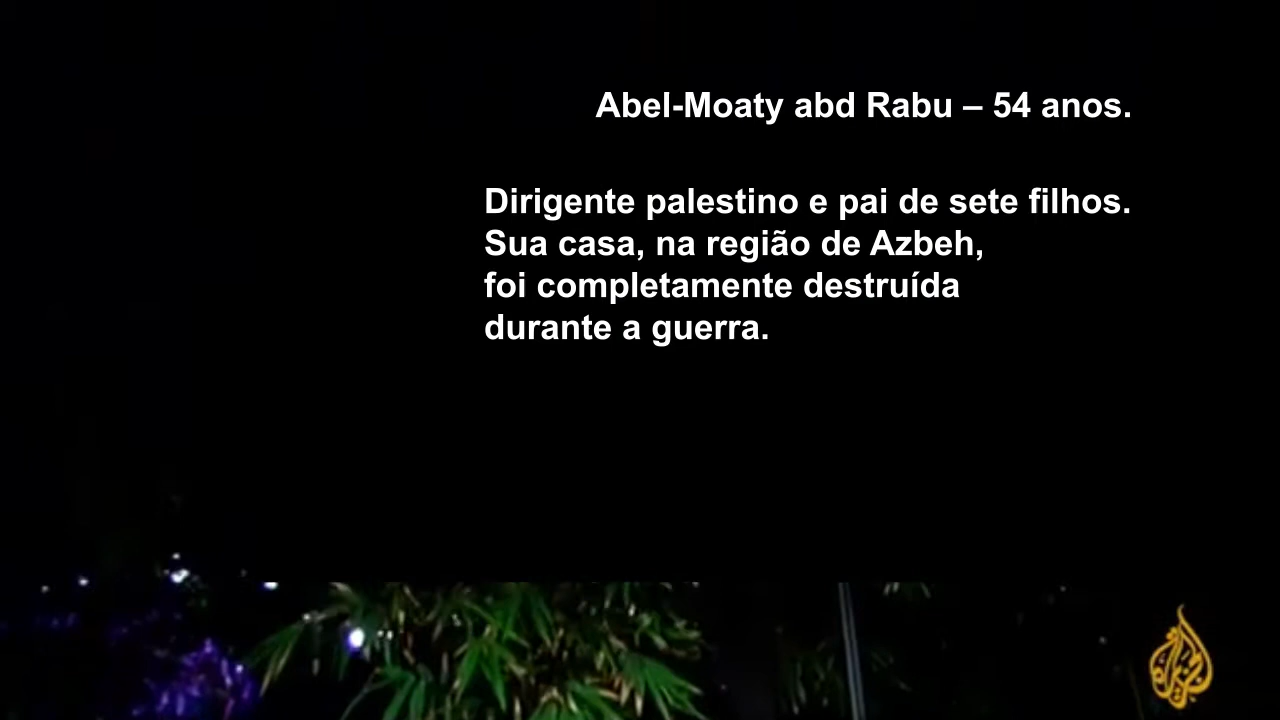 Abel-Moaty abd Rabu – 54 anos.
Dirigente palestino e pai de sete filhos.
Sua casa, na região de Azbeh,
foi completamente destruída
durante a guerra.